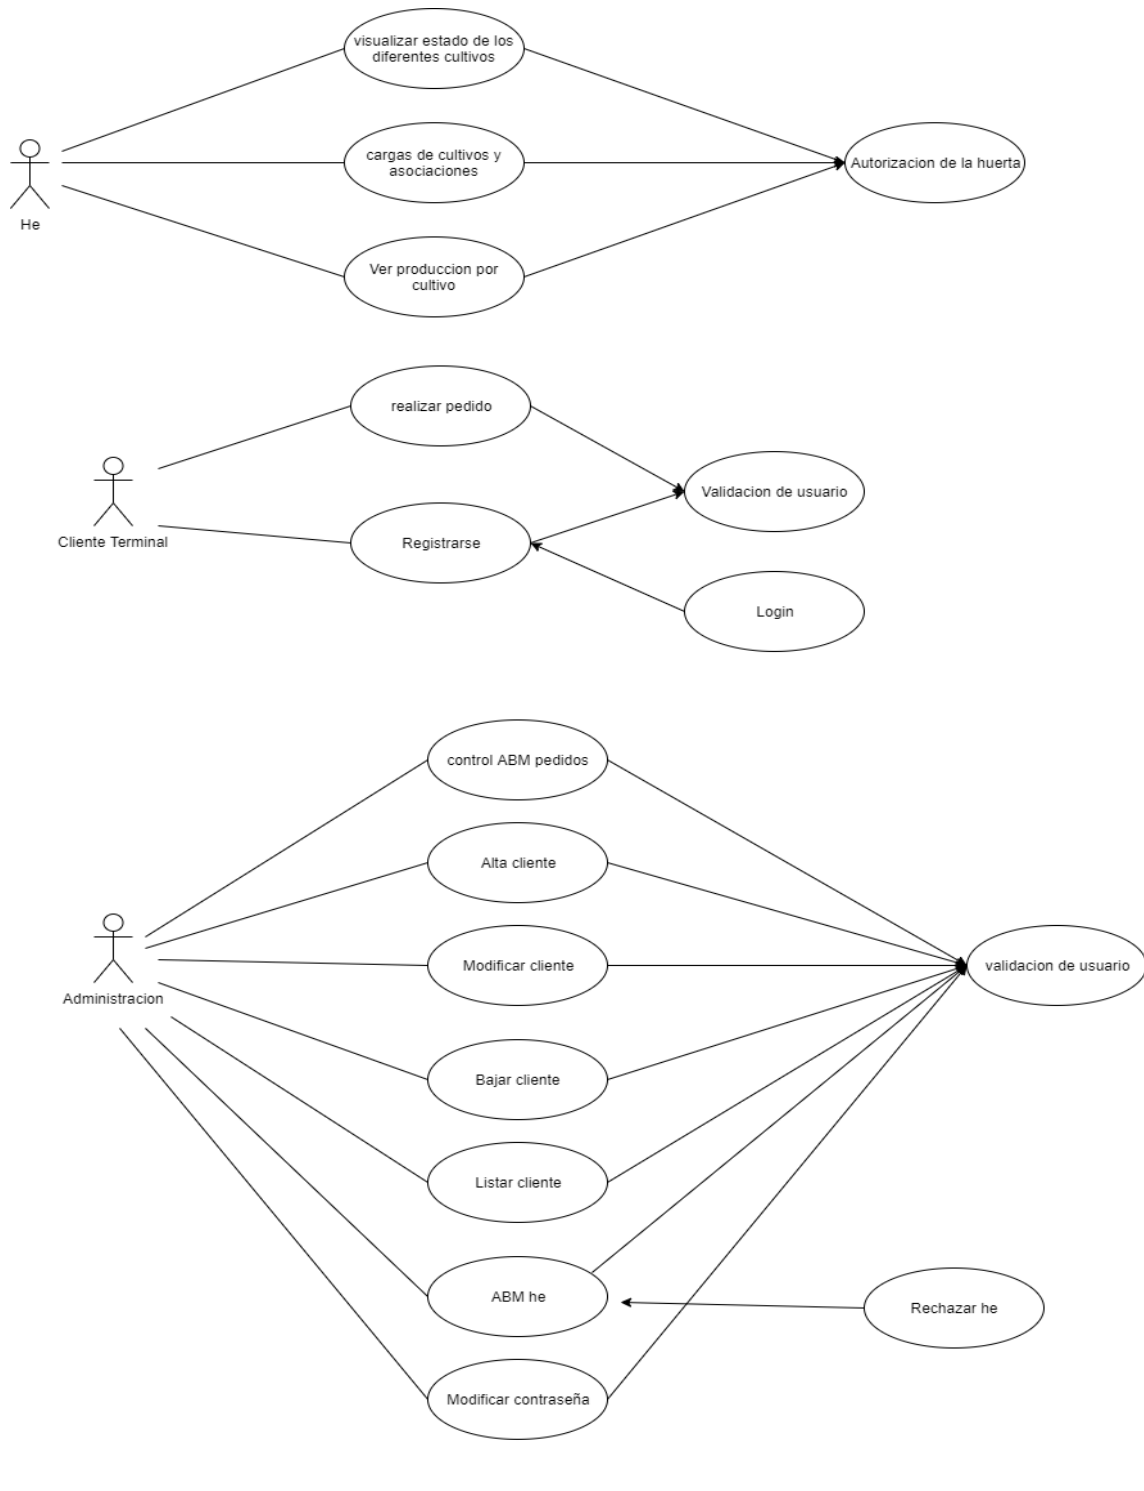 visualizar estado de los
diferentes cultivos
cargas de cultivos y
asociaciones
Autorizacion de la huerta
He
Ver produccion por
cultivo
realizar pedido
Validacion de usuario
Cliente Terminal
Registrarse
Login
control ABM pedidos
Alta cliente
Modificar cliente
validacion de usuario
Administracion
Bajar cliente
Listar cliente
ABM he
Rechazar he
Modificar contraseña